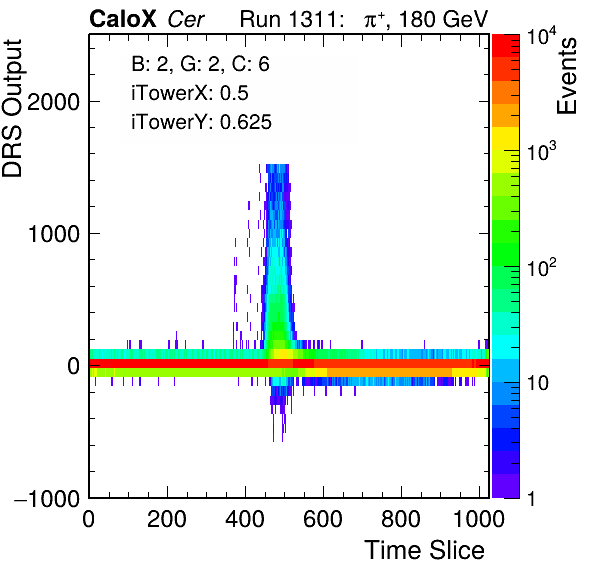 CaloX Cer Run 1311: π⁺, 180 GeV
B: 2, G: 2, C: 6
iTowerX: 0.5
iTowerY: 0.625
DRS Output
2000
1000
0
−1000
0 200 400 600 800 1000
Time Slice
Events
10⁴
10³
10²
10
1